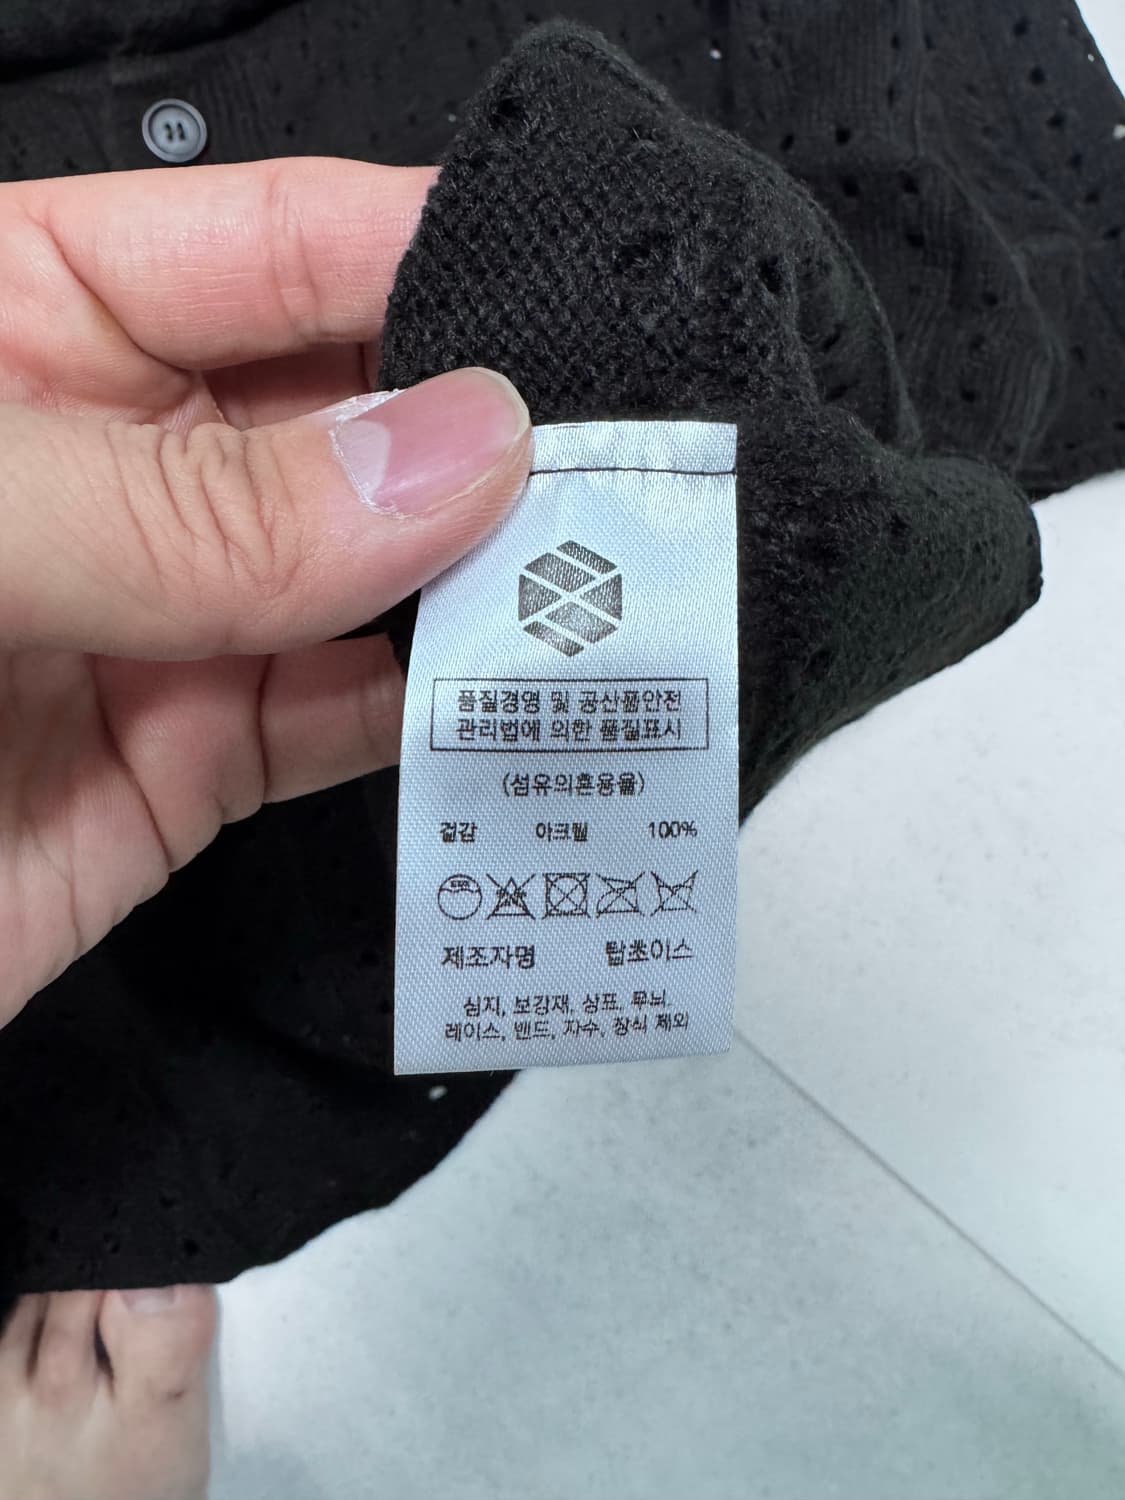 품질경영 및 공산품안전
관리법에 의한 품질표시
(섬유의혼용율)
겉감 아크릴 100%
제조자명 탑초이스
심지, 보강재, 상표, 무늬,
레이스, 밴드, 자수, 장식 제외